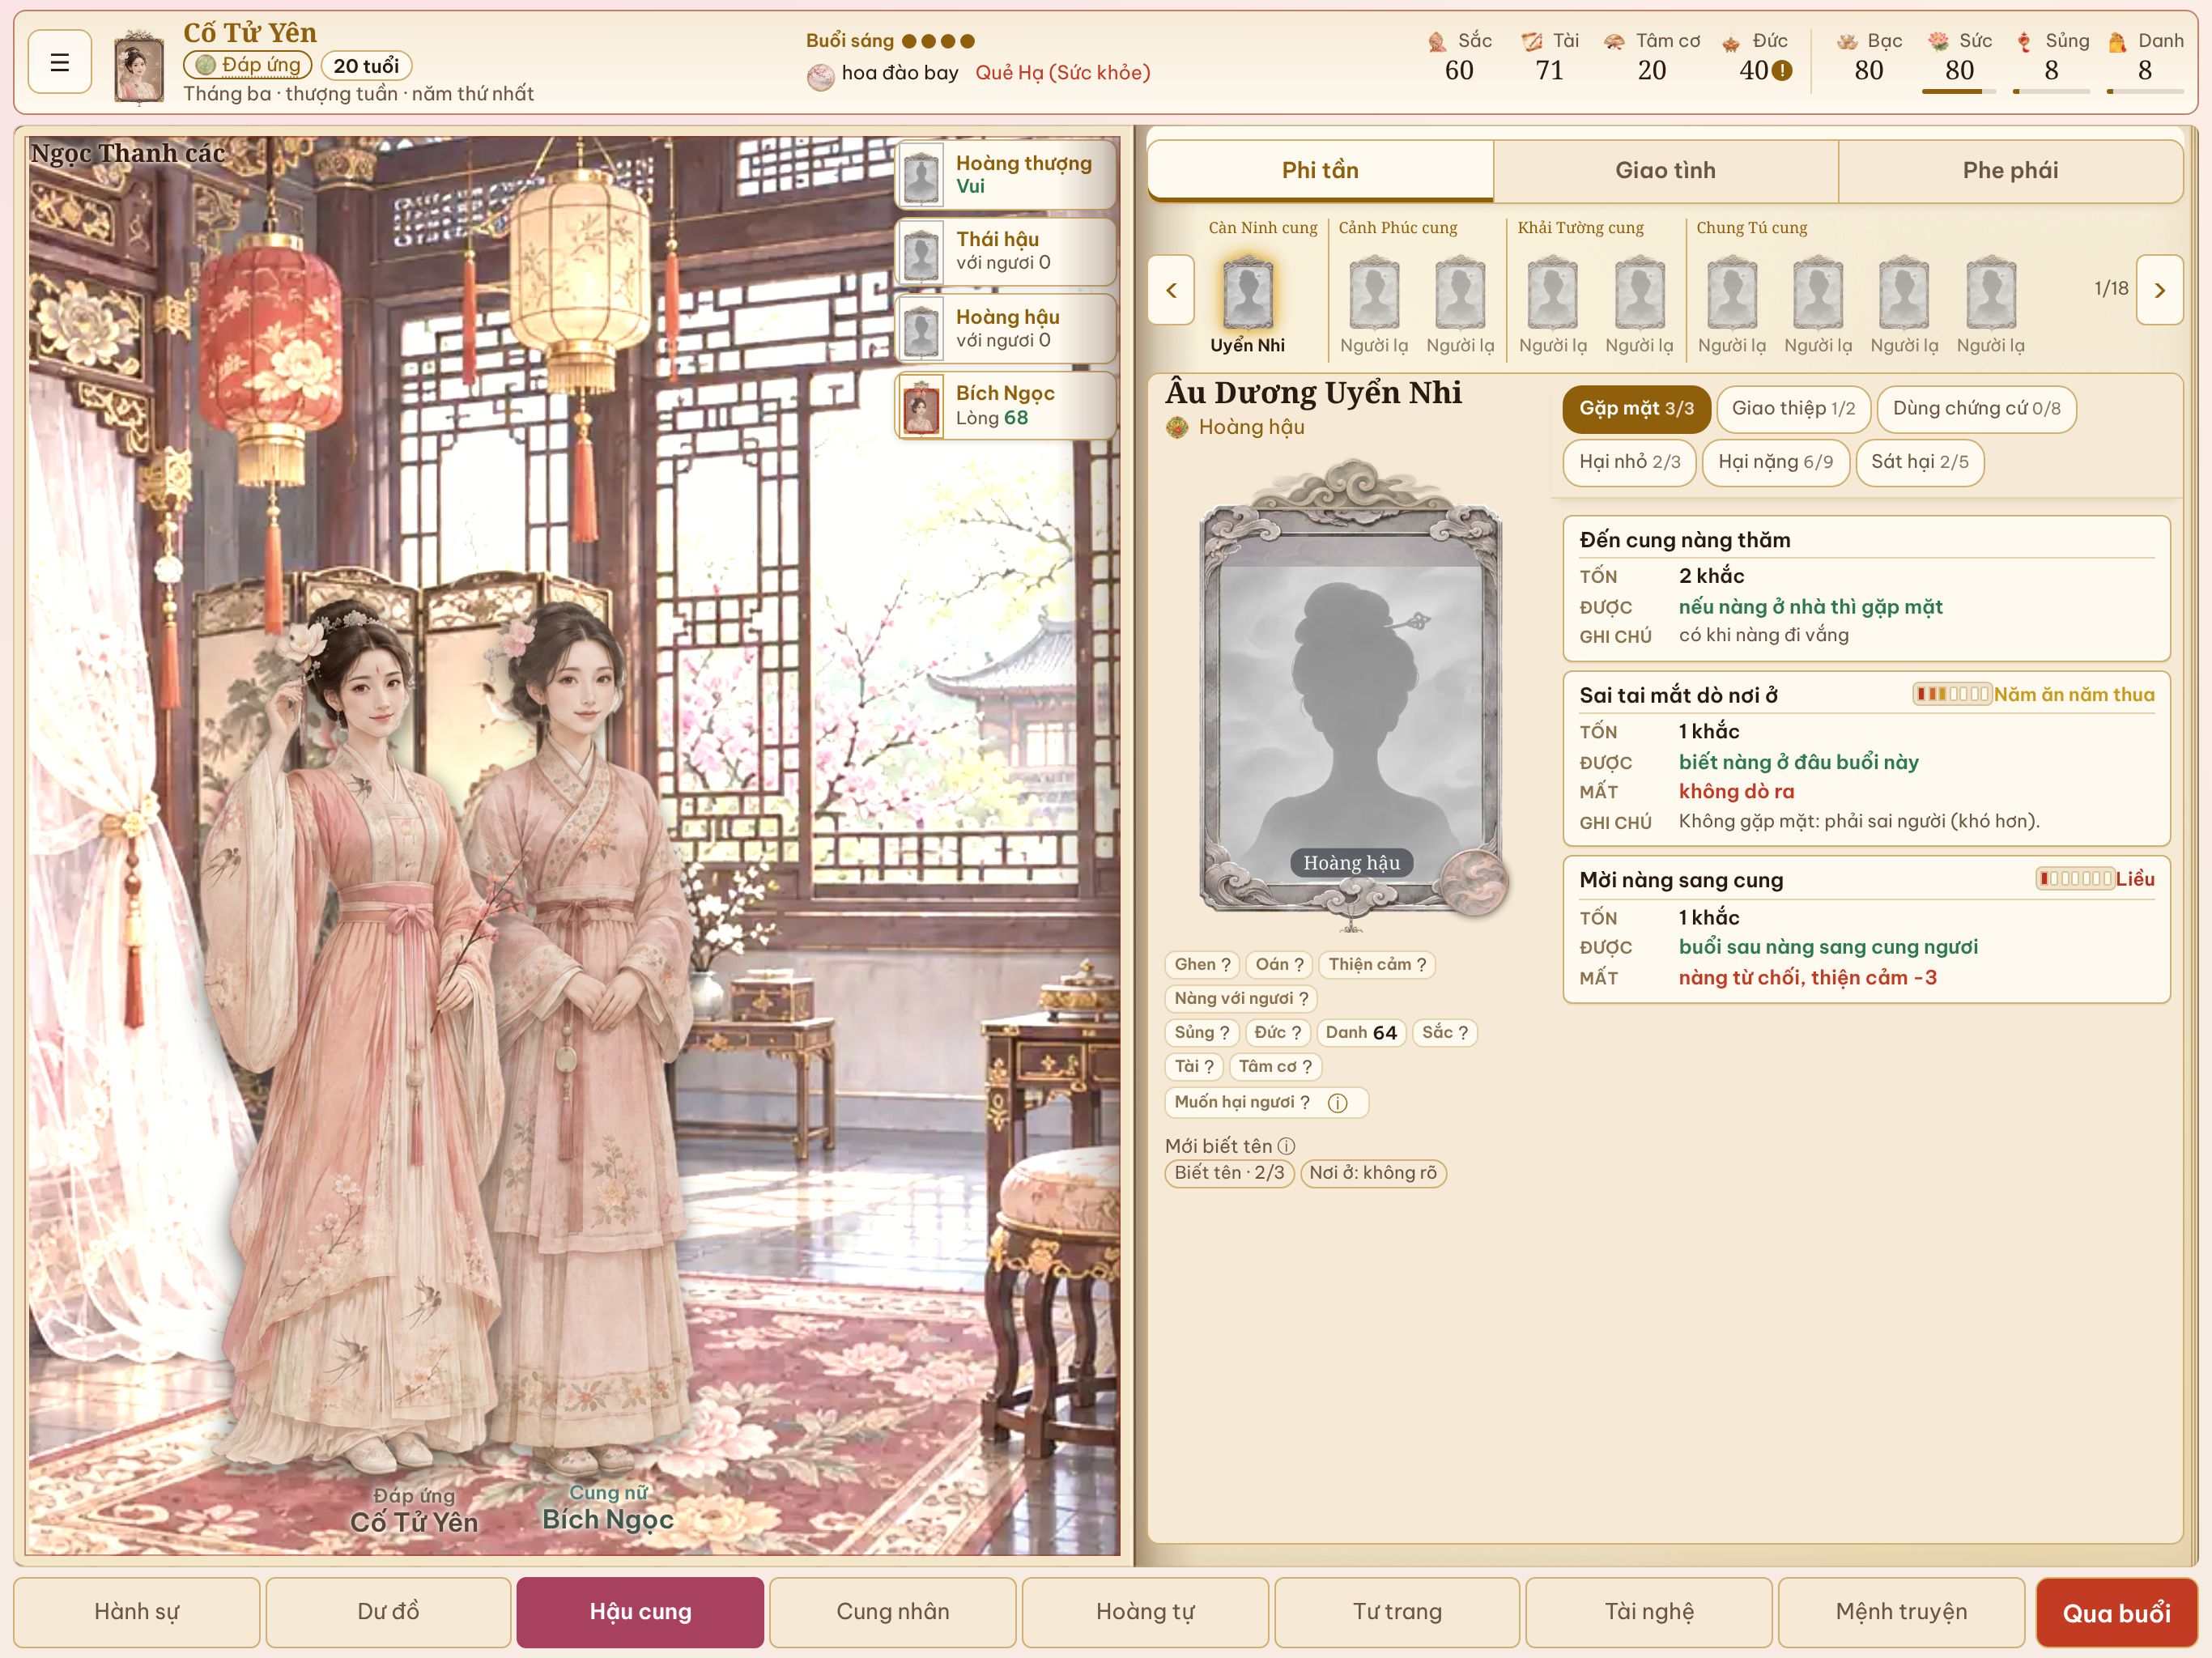 ☰
Cố Tử Yên
Đáp ứng 20 tuổi
Tháng ba · thượng tuần · năm thứ nhất
Buổi sáng
hoa đào bay Quẻ Hạ (Sức khỏe)
Sắc Tài Tâm cơ Đức Bạc Sức Sủng Danh
60 71 20 40 ! 80 80 8 8
Ngọc Thanh các
Hoàng thượng
Vui
Thái hậu
với ngươi 0
Hoàng hậu
với ngươi 0
Bích Ngọc
Lòng 68
Đáp ứng
Cố Tử Yên
Cung nữ
Bích Ngọc
Phi tần Giao tình Phe phái
Càn Ninh cung Cảnh Phúc cung Khải Tường cung Chung Tú cung
< 1/18 >
Uyển Nhi Người lạ Người lạ Người lạ Người lạ Người lạ Người lạ Người lạ Người lạ
Âu Dương Uyển Nhi
Hoàng hậu
Hoàng hậu
Ghen ? Oán ? Thiện cảm ?
Nàng với ngươi ?
Sủng ? Đức ? Danh 64 Sắc ?
Tài ? Tâm cơ ?
Muốn hại ngươi ? ⓘ
Mới biết tên ⓘ
Biết tên · 2/3 Nơi ở: không rõ
Gặp mặt 3/3 Giao thiệp 1/2 Dùng chứng cứ 0/8
Hại nhỏ 2/3 Hại nặng 6/9 Sát hại 2/5
Đến cung nàng thăm
TỐN 2 khắc
ĐƯỢC nếu nàng ở nhà thì gặp mặt
GHI CHÚ có khi nàng đi vắng
Sai tai mắt dò nơi ở Năm ăn năm thua
TỐN 1 khắc
ĐƯỢC biết nàng ở đâu buổi này
MẤT không dò ra
GHI CHÚ Không gặp mặt: phải sai người (khó hơn).
Mời nàng sang cung Liều
TỐN 1 khắc
ĐƯỢC buổi sau nàng sang cung ngươi
MẤT nàng từ chối, thiện cảm -3
Hành sự Dư đồ Hậu cung Cung nhân Hoàng tự Tư trang Tài nghệ Mệnh truyện Qua buổi